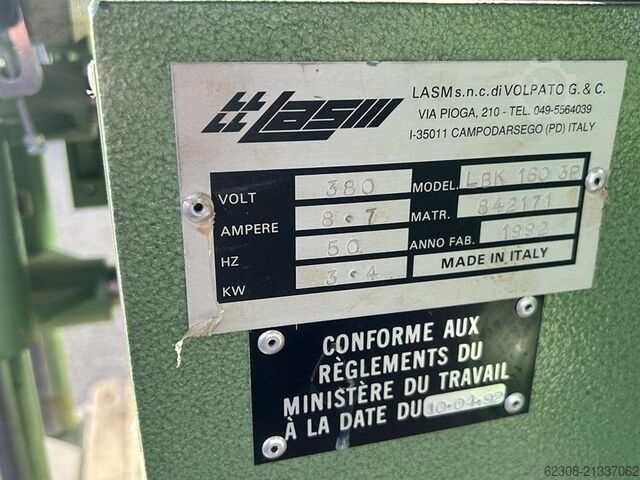 LASM s.n.c. di VOLPATO G. & C.
VIA PIOGA, 210 - TEL. 049-5564039
I-35011 CAMPODARSEGO (PD) ITALY
Lasm
VOLT 380 MODEL. LBK 160 3P
AMPERE 8.7 MATR. 842171
HZ 50 ANNO FAB. 1992
KW 3.4 MADE IN ITALY
CONFORME AUX
RÈGLEMENTS DU
MINISTÈRE DU TRAVAIL
À LA DATE DU 10.04.92
62308-21337062